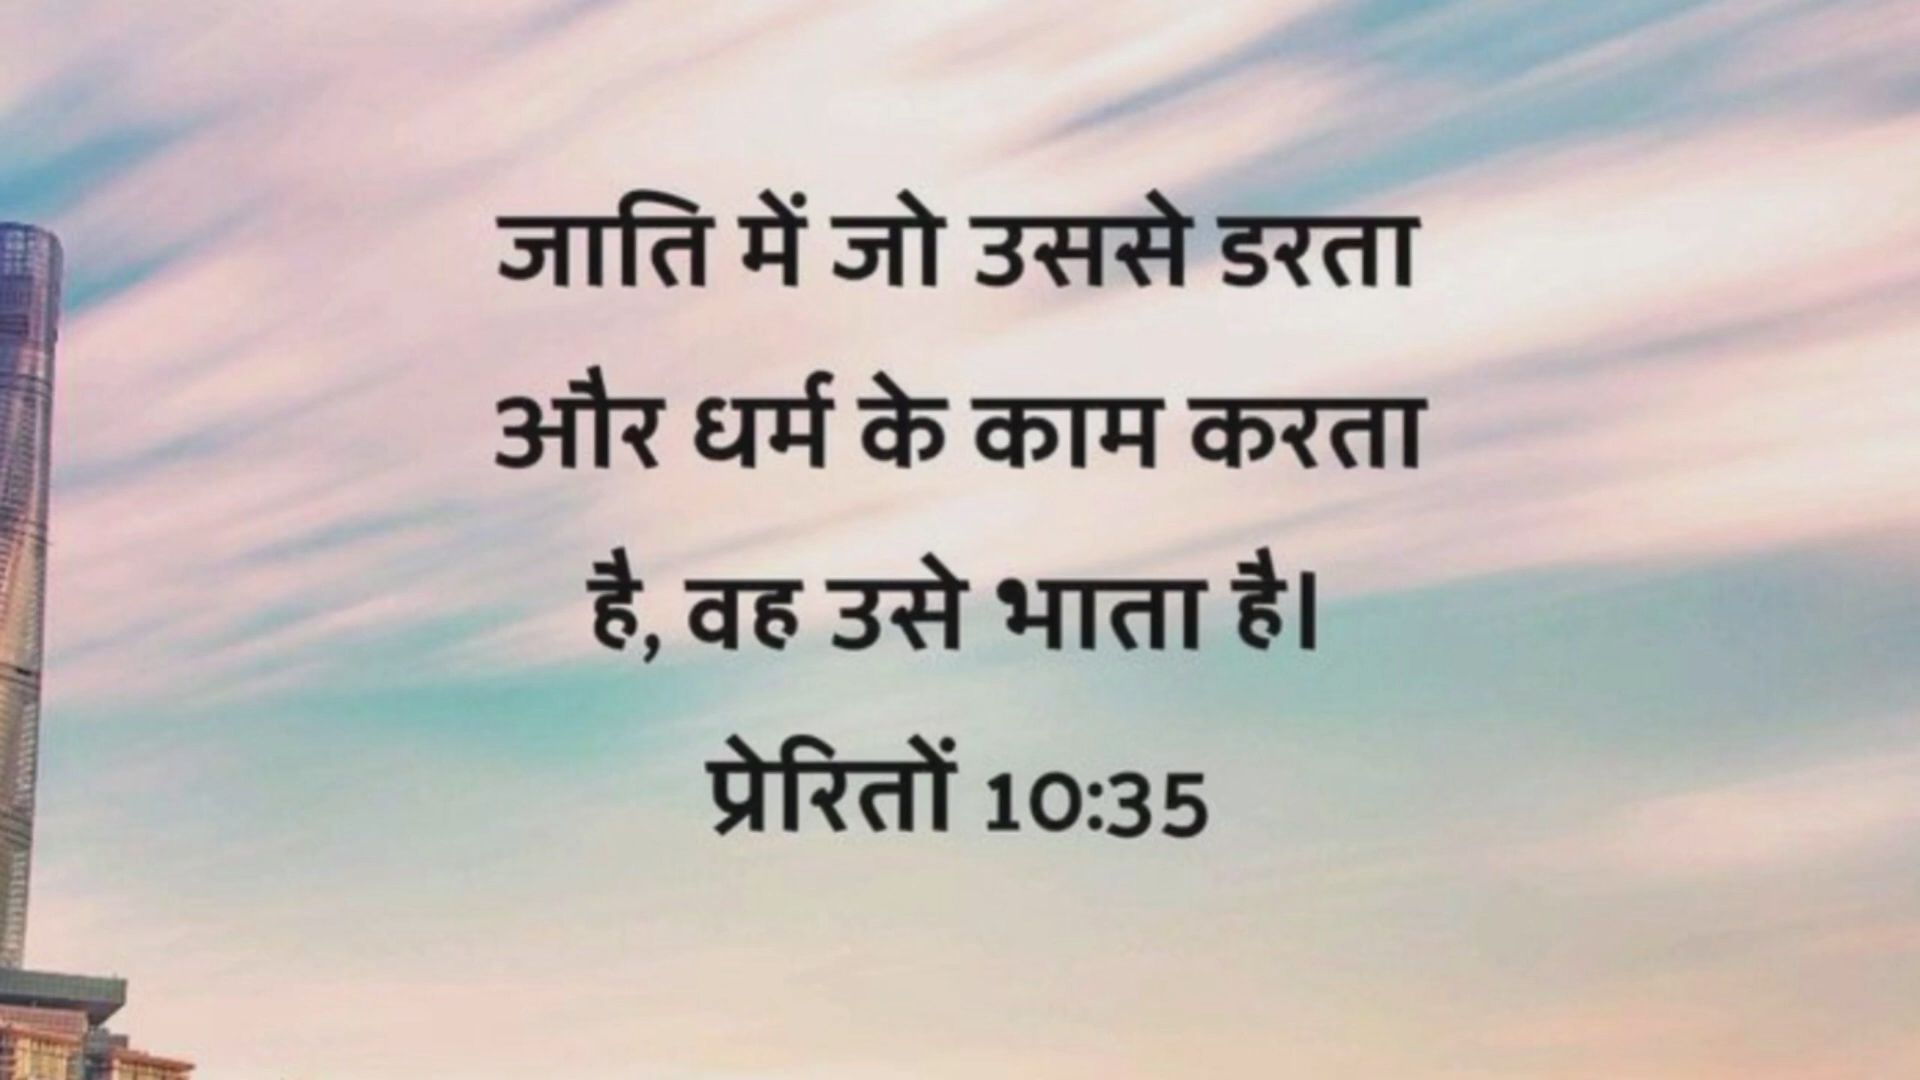 जाति में जो उससे डरता
और धर्म के काम करता
है, वह उसे भाता है।
प्रेरितों 10:35